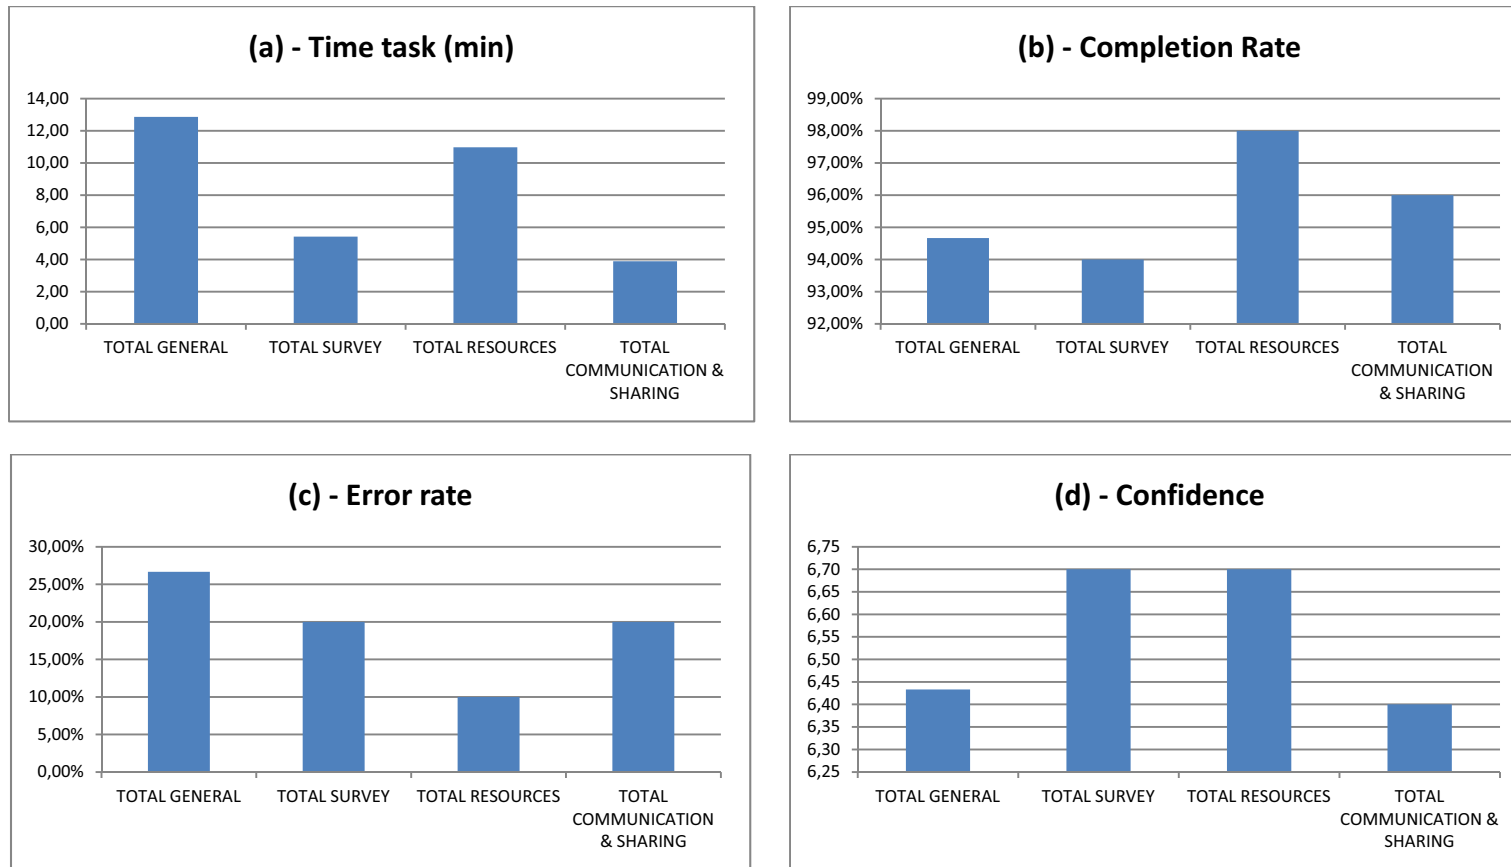 (a) - Time task (min)
14,00
12,00
10,00
8,00
6,00
4,00
2,00
0,00
TOTAL GENERAL TOTAL SURVEY TOTAL RESOURCES TOTAL
COMMUNICATION &
SHARING
(b) - Completion Rate
99,00%
98,00%
97,00%
96,00%
95,00%
94,00%
93,00%
92,00%
TOTAL GENERAL TOTAL SURVEY TOTAL RESOURCES TOTAL
COMMUNICATION
& SHARING
(c) - Error rate
30,00%
25,00%
20,00%
15,00%
10,00%
5,00%
0,00%
TOTAL GENERAL TOTAL SURVEY TOTAL RESOURCES TOTAL
COMMUNICATION
& SHARING
(d) - Confidence
6,75
6,70
6,65
6,60
6,55
6,50
6,45
6,40
6,35
6,30
6,25
TOTAL GENERAL TOTAL SURVEY TOTAL RESOURCES TOTAL
COMMUNICATION
& SHARING